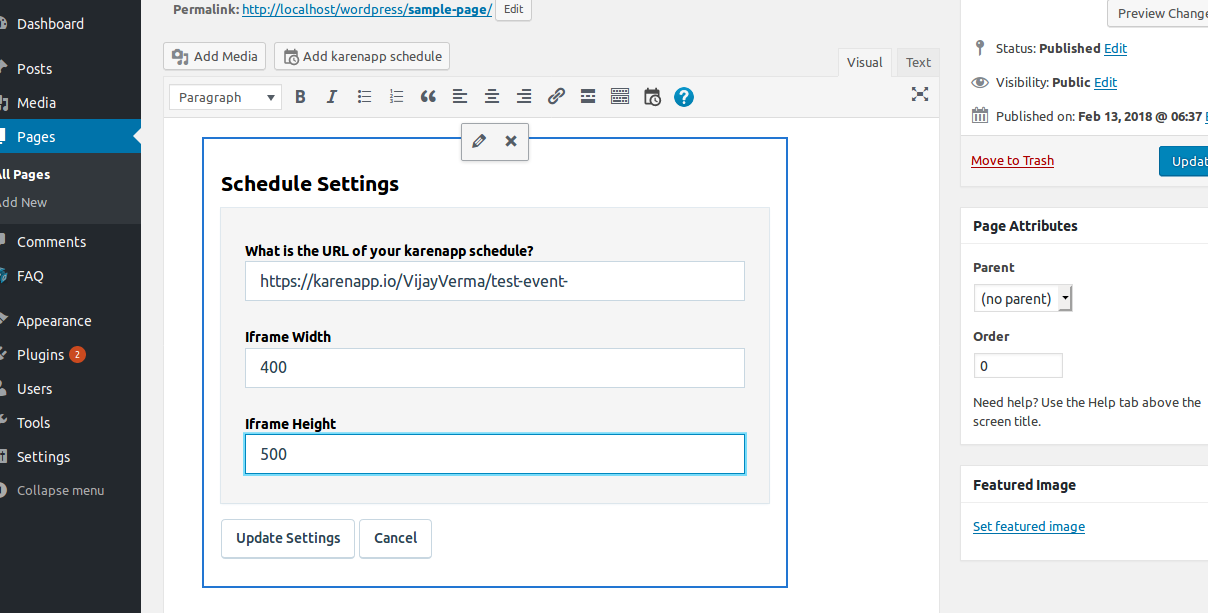 Permalink: http://localhost/wordpress/sample-page/ Edit
Dashboard
Posts
Media
Pages
All Pages
Add New
Comments
FAQ
Appearance
Plugins 2
Users
Tools
Settings
Collapse menu
Add Media
Add karenapp schedule
Visual
Text
Paragraph
Schedule Settings
What is the URL of your karenapp schedule?
https://karenapp.io/VijayVerma/test-event-
Iframe Width
400
Iframe Height
500
Update Settings
Cancel
Preview Change
Status: Published Edit
Visibility: Public Edit
Published on: Feb 13, 2018 @ 06:37
Move to Trash
Updat
Page Attributes
Parent
(no parent)
Order
0
Need help? Use the Help tab above the
screen title.
Featured Image
Set featured image